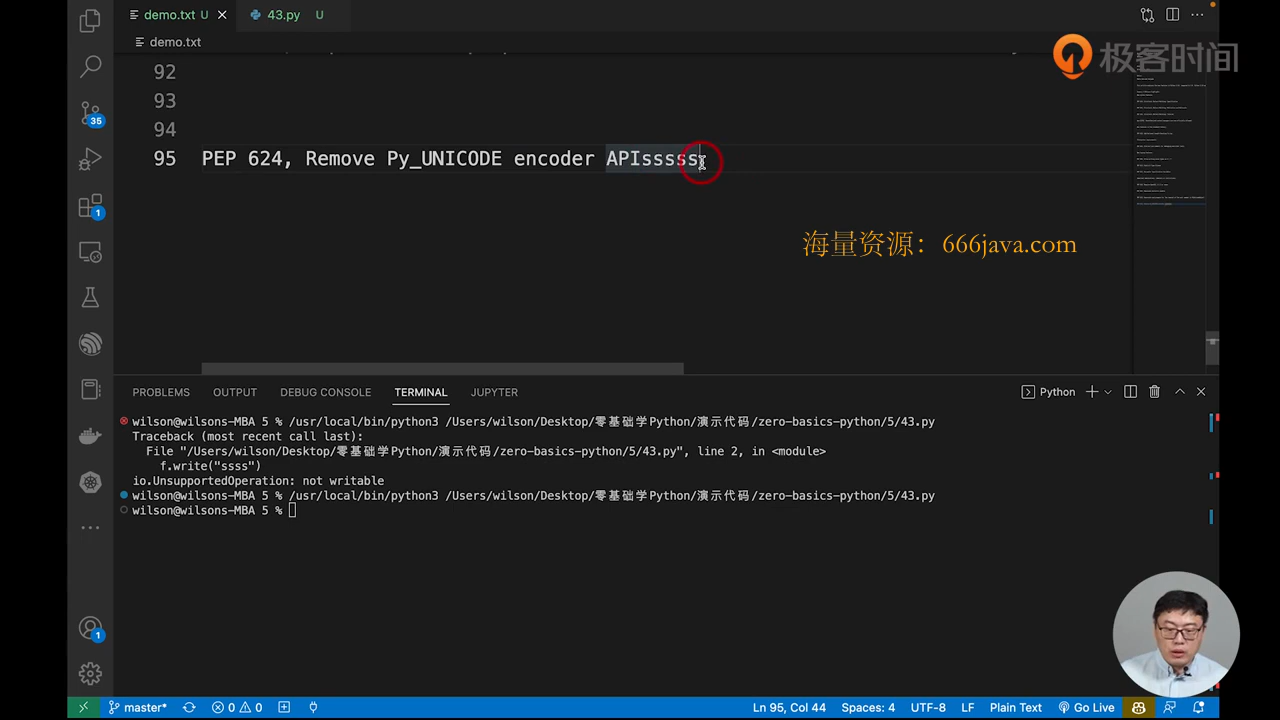 demo.txt U
43.py U
demo.txt
极客时间
92
93
94
95 PEP 624, Remove Py_UNICODE encoder APIsssss
海量资源：666java.com
35
1
PROBLEMS OUTPUT DEBUG CONSOLE TERMINAL JUPYTER
Python
wilson@wilsons-MBA 5 % /usr/local/bin/python3 /Users/wilson/Desktop/零基础学Python/演示代码/zero-basics-python/5/43.py
Traceback (most recent call last):
File "/Users/wilson/Desktop/零基础学Python/演示代码/zero-basics-python/5/43.py", line 2, in <module>
f.write("ssss")
io.UnsupportedOperation: not writable
wilson@wilsons-MBA 5 % /usr/local/bin/python3 /Users/wilson/Desktop/零基础学Python/演示代码/zero-basics-python/5/43.py
wilson@wilsons-MBA 5 %
1
master* 0 0 Ln 95, Col 44 Spaces: 4 UTF-8 LF Plain Text Go Live